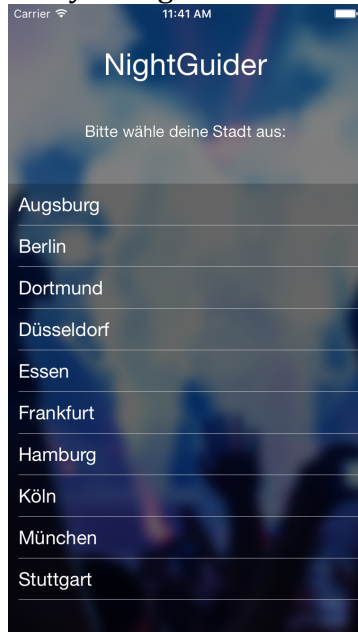 Carrier 11:41 AM
NightGuider
Bitte wähle deine Stadt aus:
Augsburg
Berlin
Dortmund
Düsseldorf
Essen
Frankfurt
Hamburg
Köln
München
Stuttgart